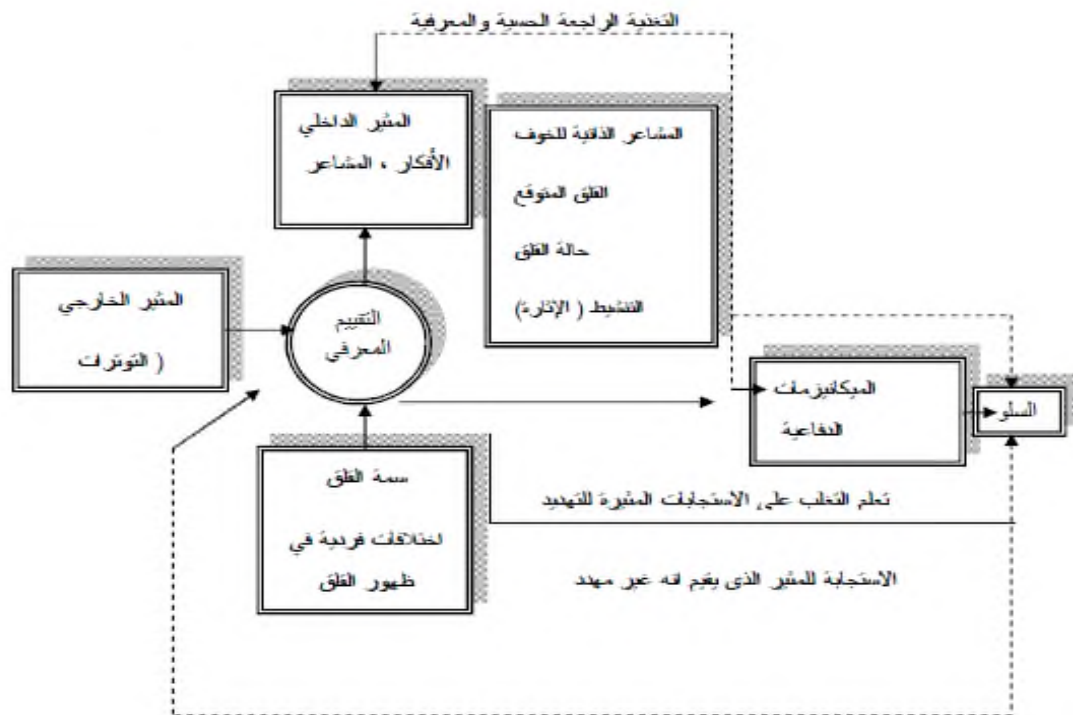 التغذية الراجعة الحسية والمعرفية
المثير الداخلي
الأفكار ، المشاعر
المشاعر الذاتية للخوف
القلق المتوقع
حالة القلق
التنشيط ( الإثارة)
المثير الخارجي
( التوترات
التقييم
المعرفي
الميكانيزمات
الدفاعية
السلو
سمة القلق
اختلافات فردية في
ظهور القلق
تعلم التغلب على الاستجابات المثيرة للتهديد
الاستجابة للمثير الذى يقيم انه غير مهدد